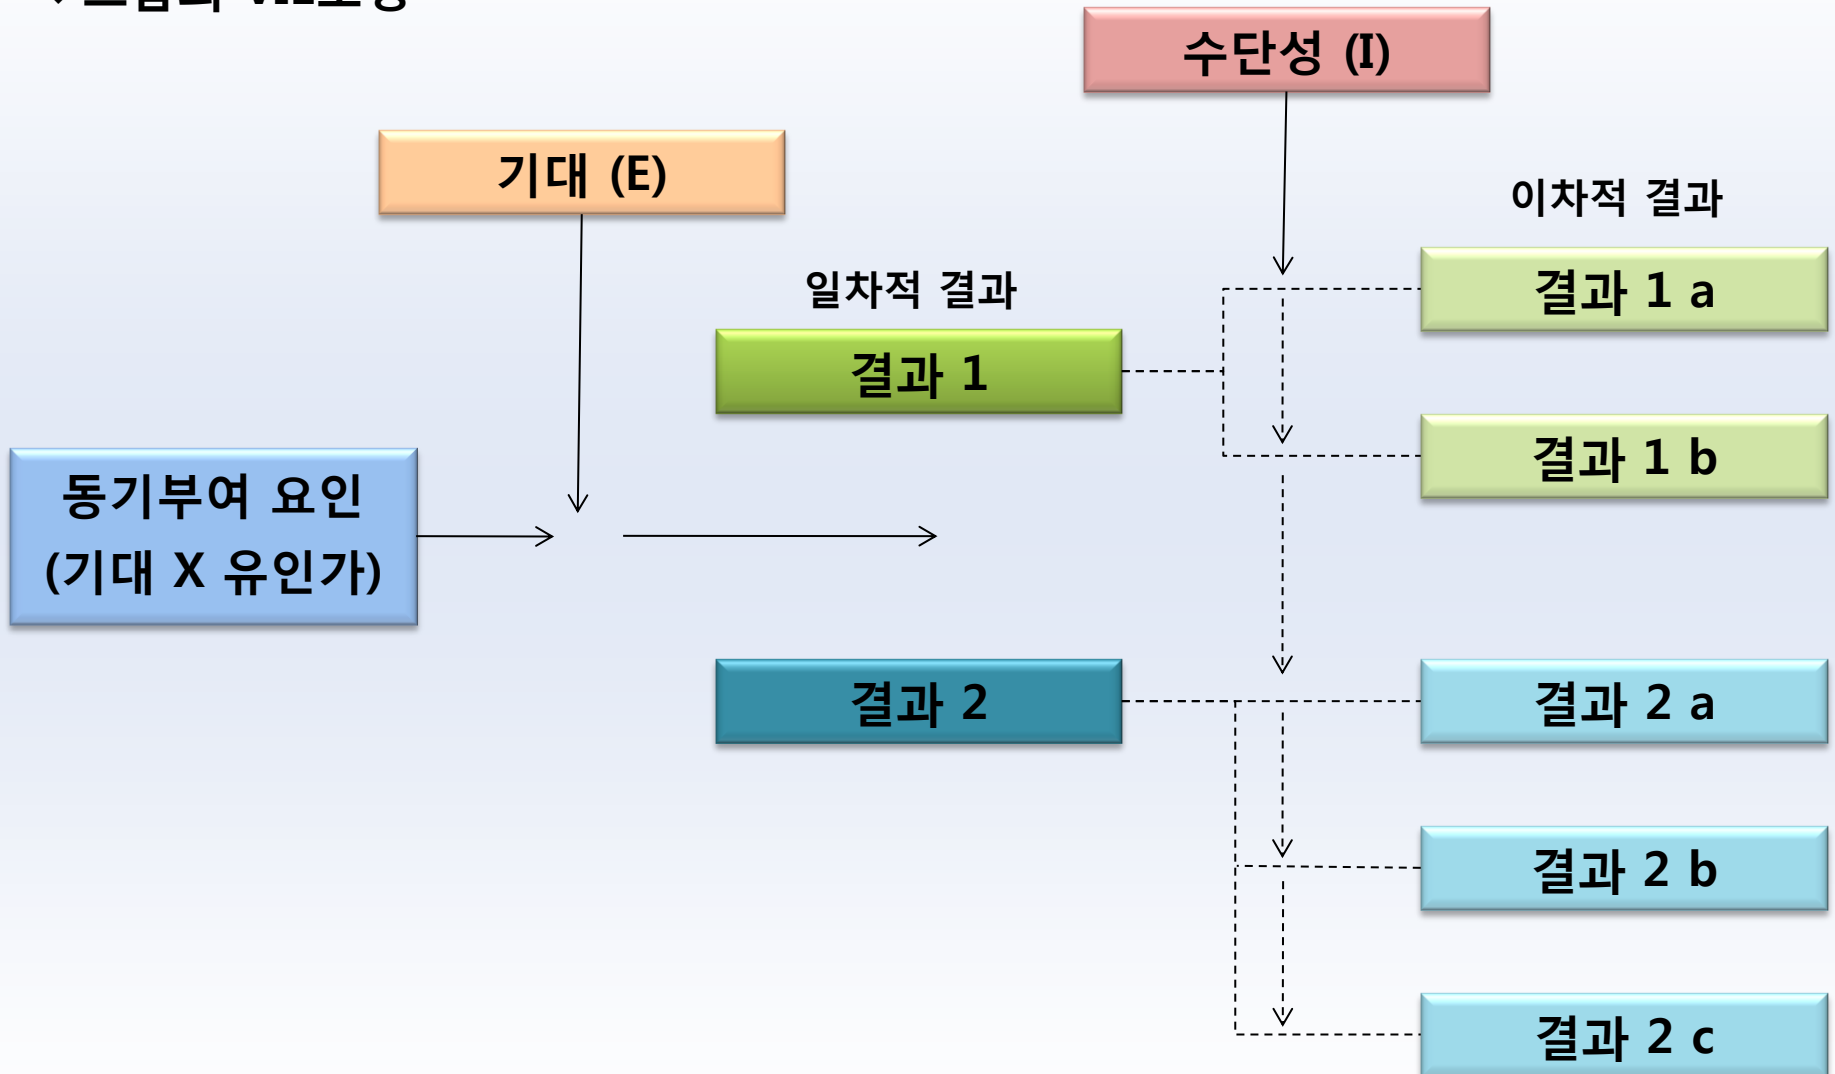 수단성 (I)
기대 (E)
이차적 결과
일차적 결과
결과 1 a
결과 1
결과 1 b
동기부여 요인
(기대 X 유인가)
결과 2
결과 2 a
결과 2 b
결과 2 c